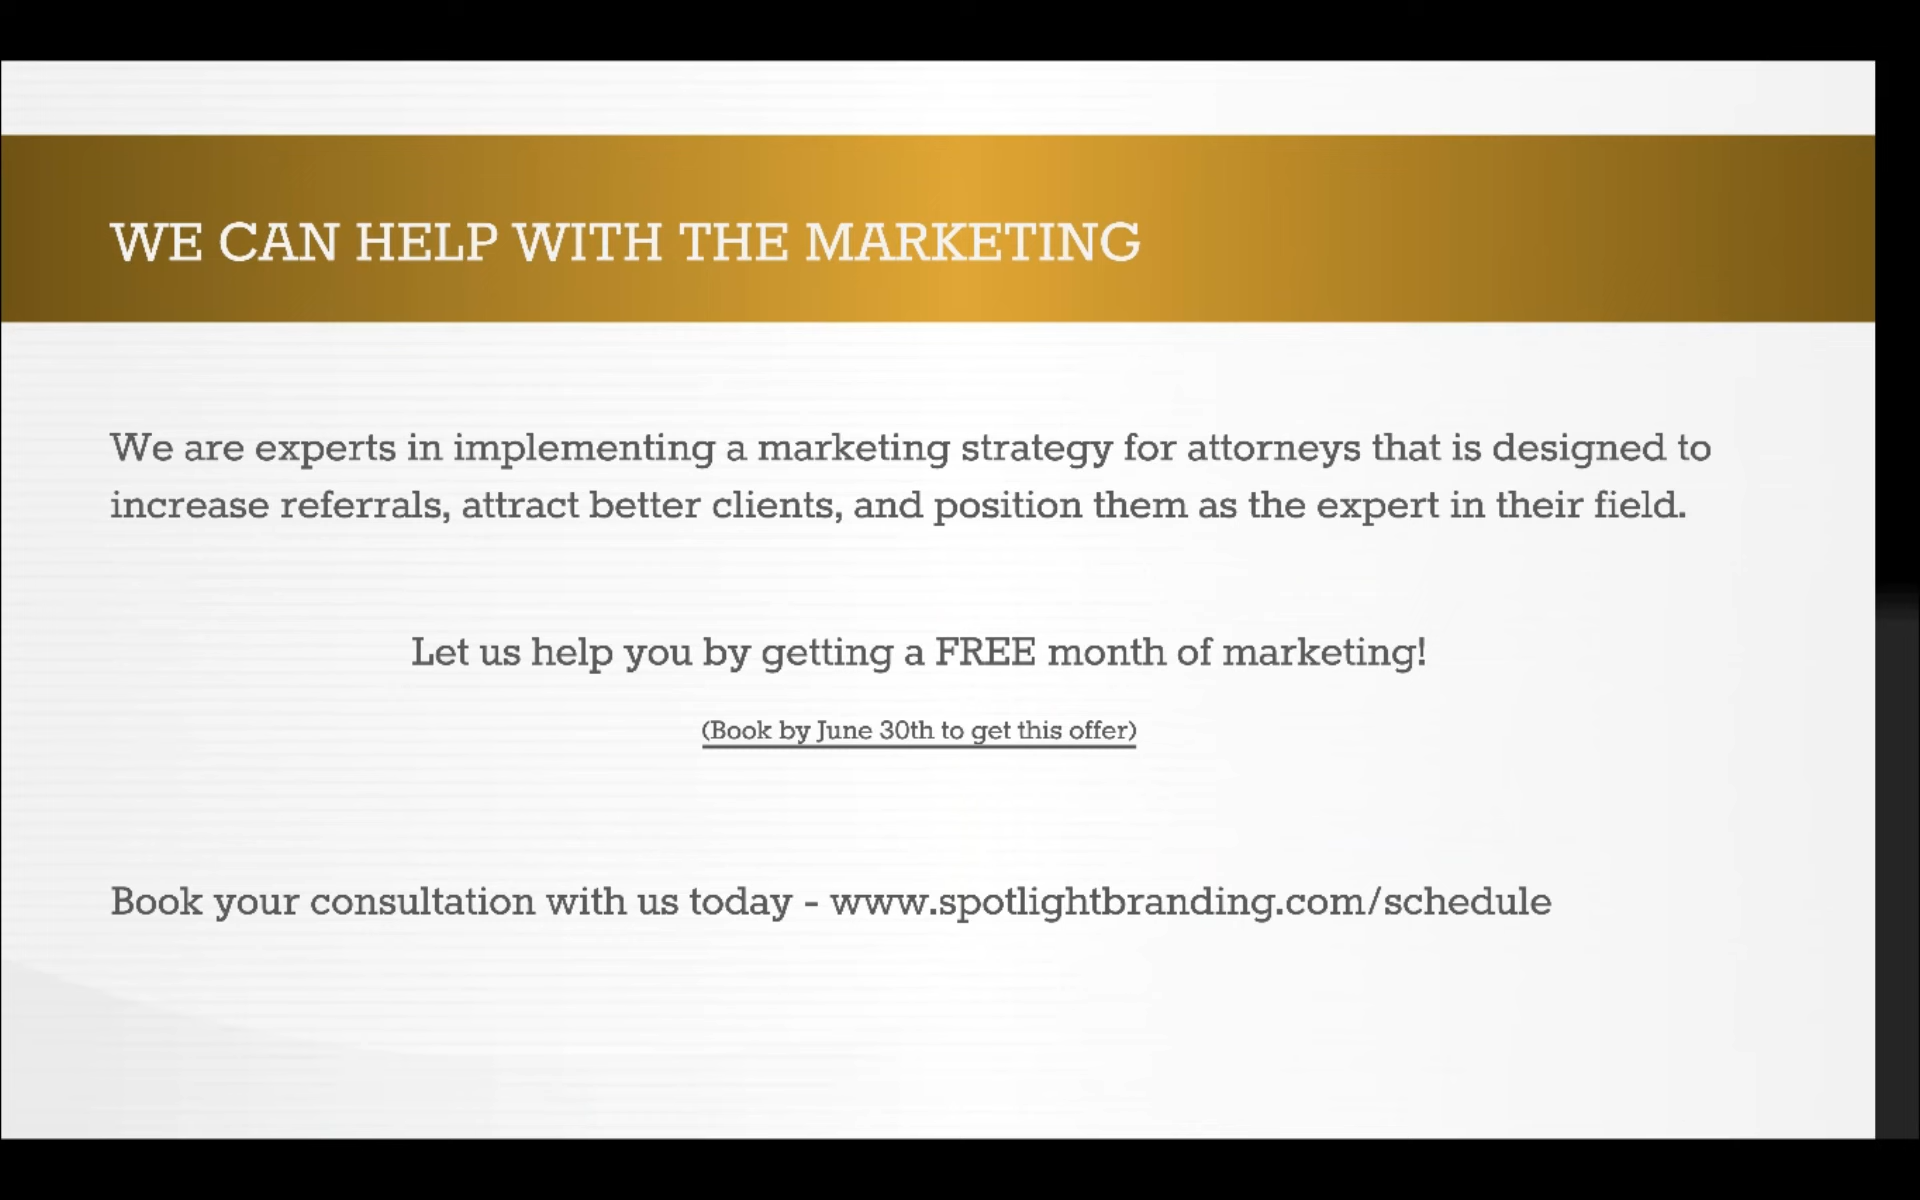 WE CAN HELP WITH THE MARKETING
We are experts in implementing a marketing strategy for attorneys that is designed to
increase referrals, attract better clients, and position them as the expert in their field.
Let us help you by getting a FREE month of marketing!
(Book by June 30th to get this offer)
Book your consultation with us today - www.spotlightbranding.com/schedule